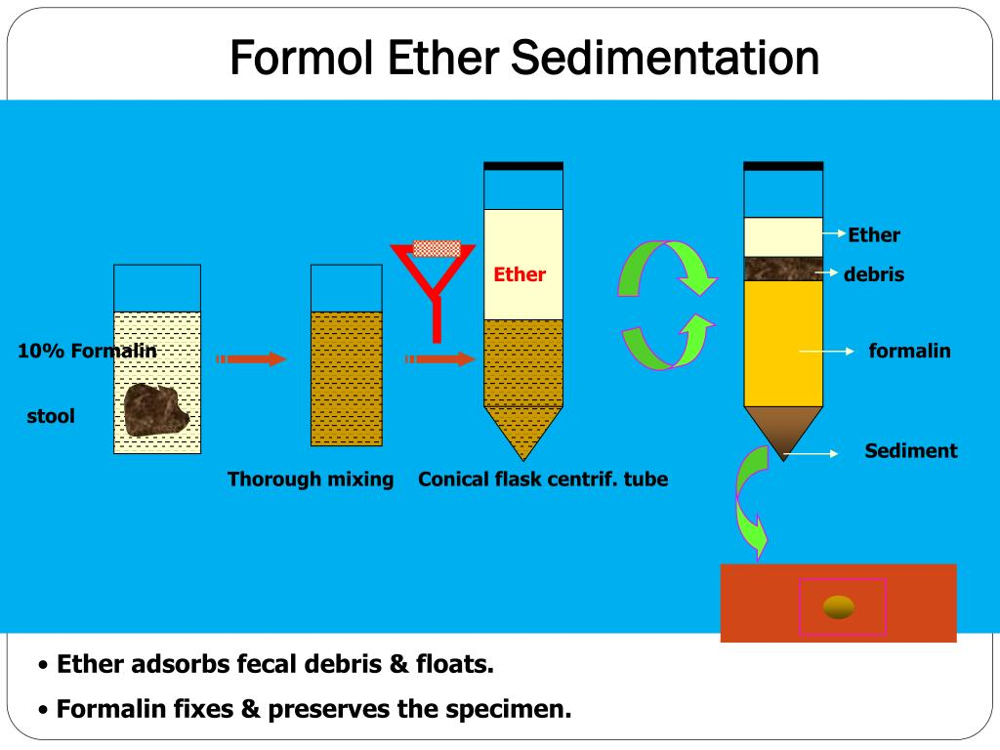 Formol Ether Sedimentation
Ether
Ether
debris
10% Formalin
formalin
stool
Sediment
Thorough mixing
Conical flask centrif. tube
• Ether adsorbs fecal debris & floats.
• Formalin fixes & preserves the specimen.